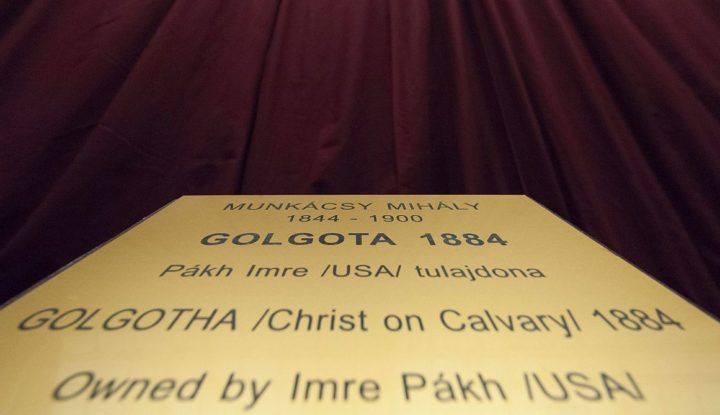 MUNKÁCSY MIHÁLY
1844 - 1900
GOLGOTA 1884
Pákh Imre /USA/ tulajdona
GOLGOTHA /Christ on Calvary/ 1884
Owned by Imre Pákh /USA/